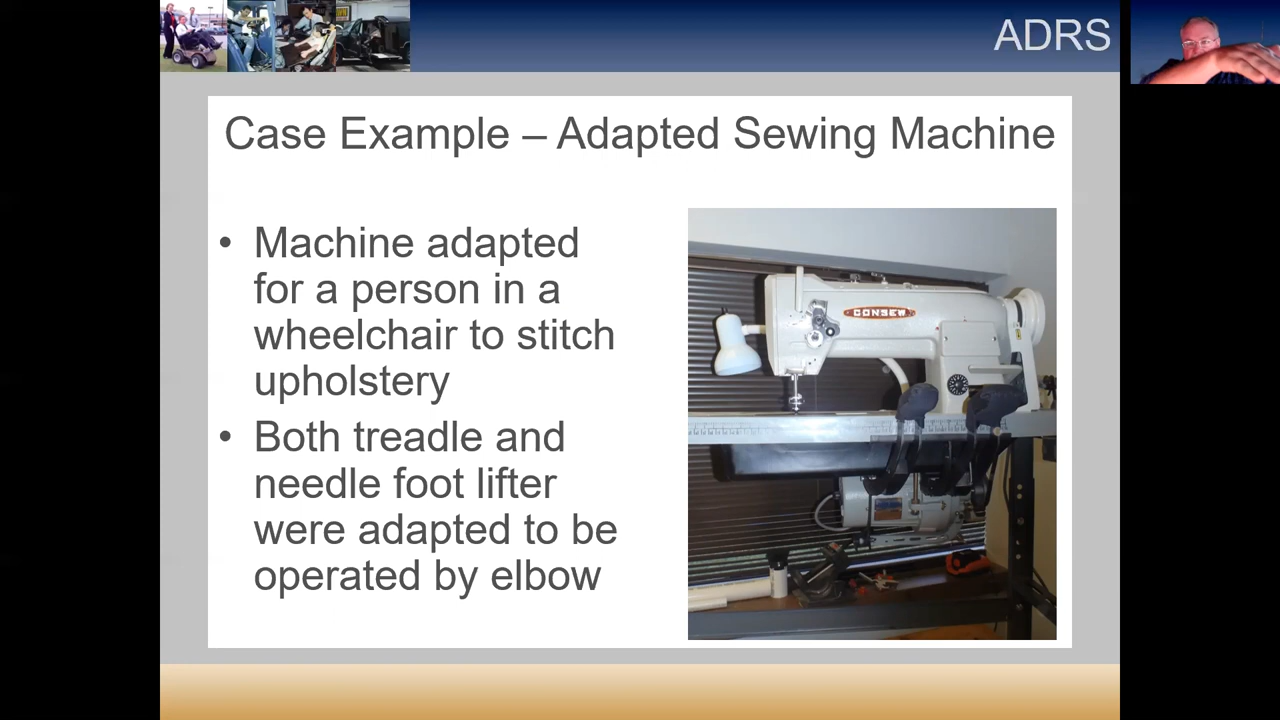 ADRS
Case Example – Adapted Sewing Machine
• Machine adapted
for a person in a
wheelchair to stitch
upholstery
• Both treadle and
needle foot lifter
were adapted to be
operated by elbow
CONSEW